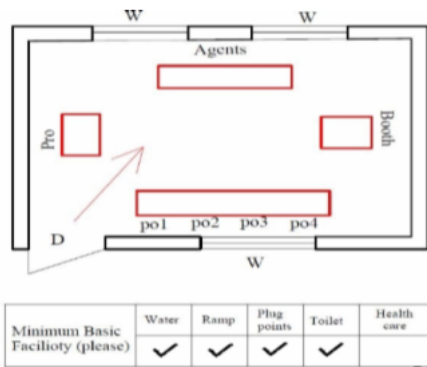 W W
Agents
Pro
Booth
po1 po2 po3 po4
D
W
Minimum Basic Facilioty (please)
Water Ramp Plug points Toilet Health care
✓ ✓ ✓ ✓